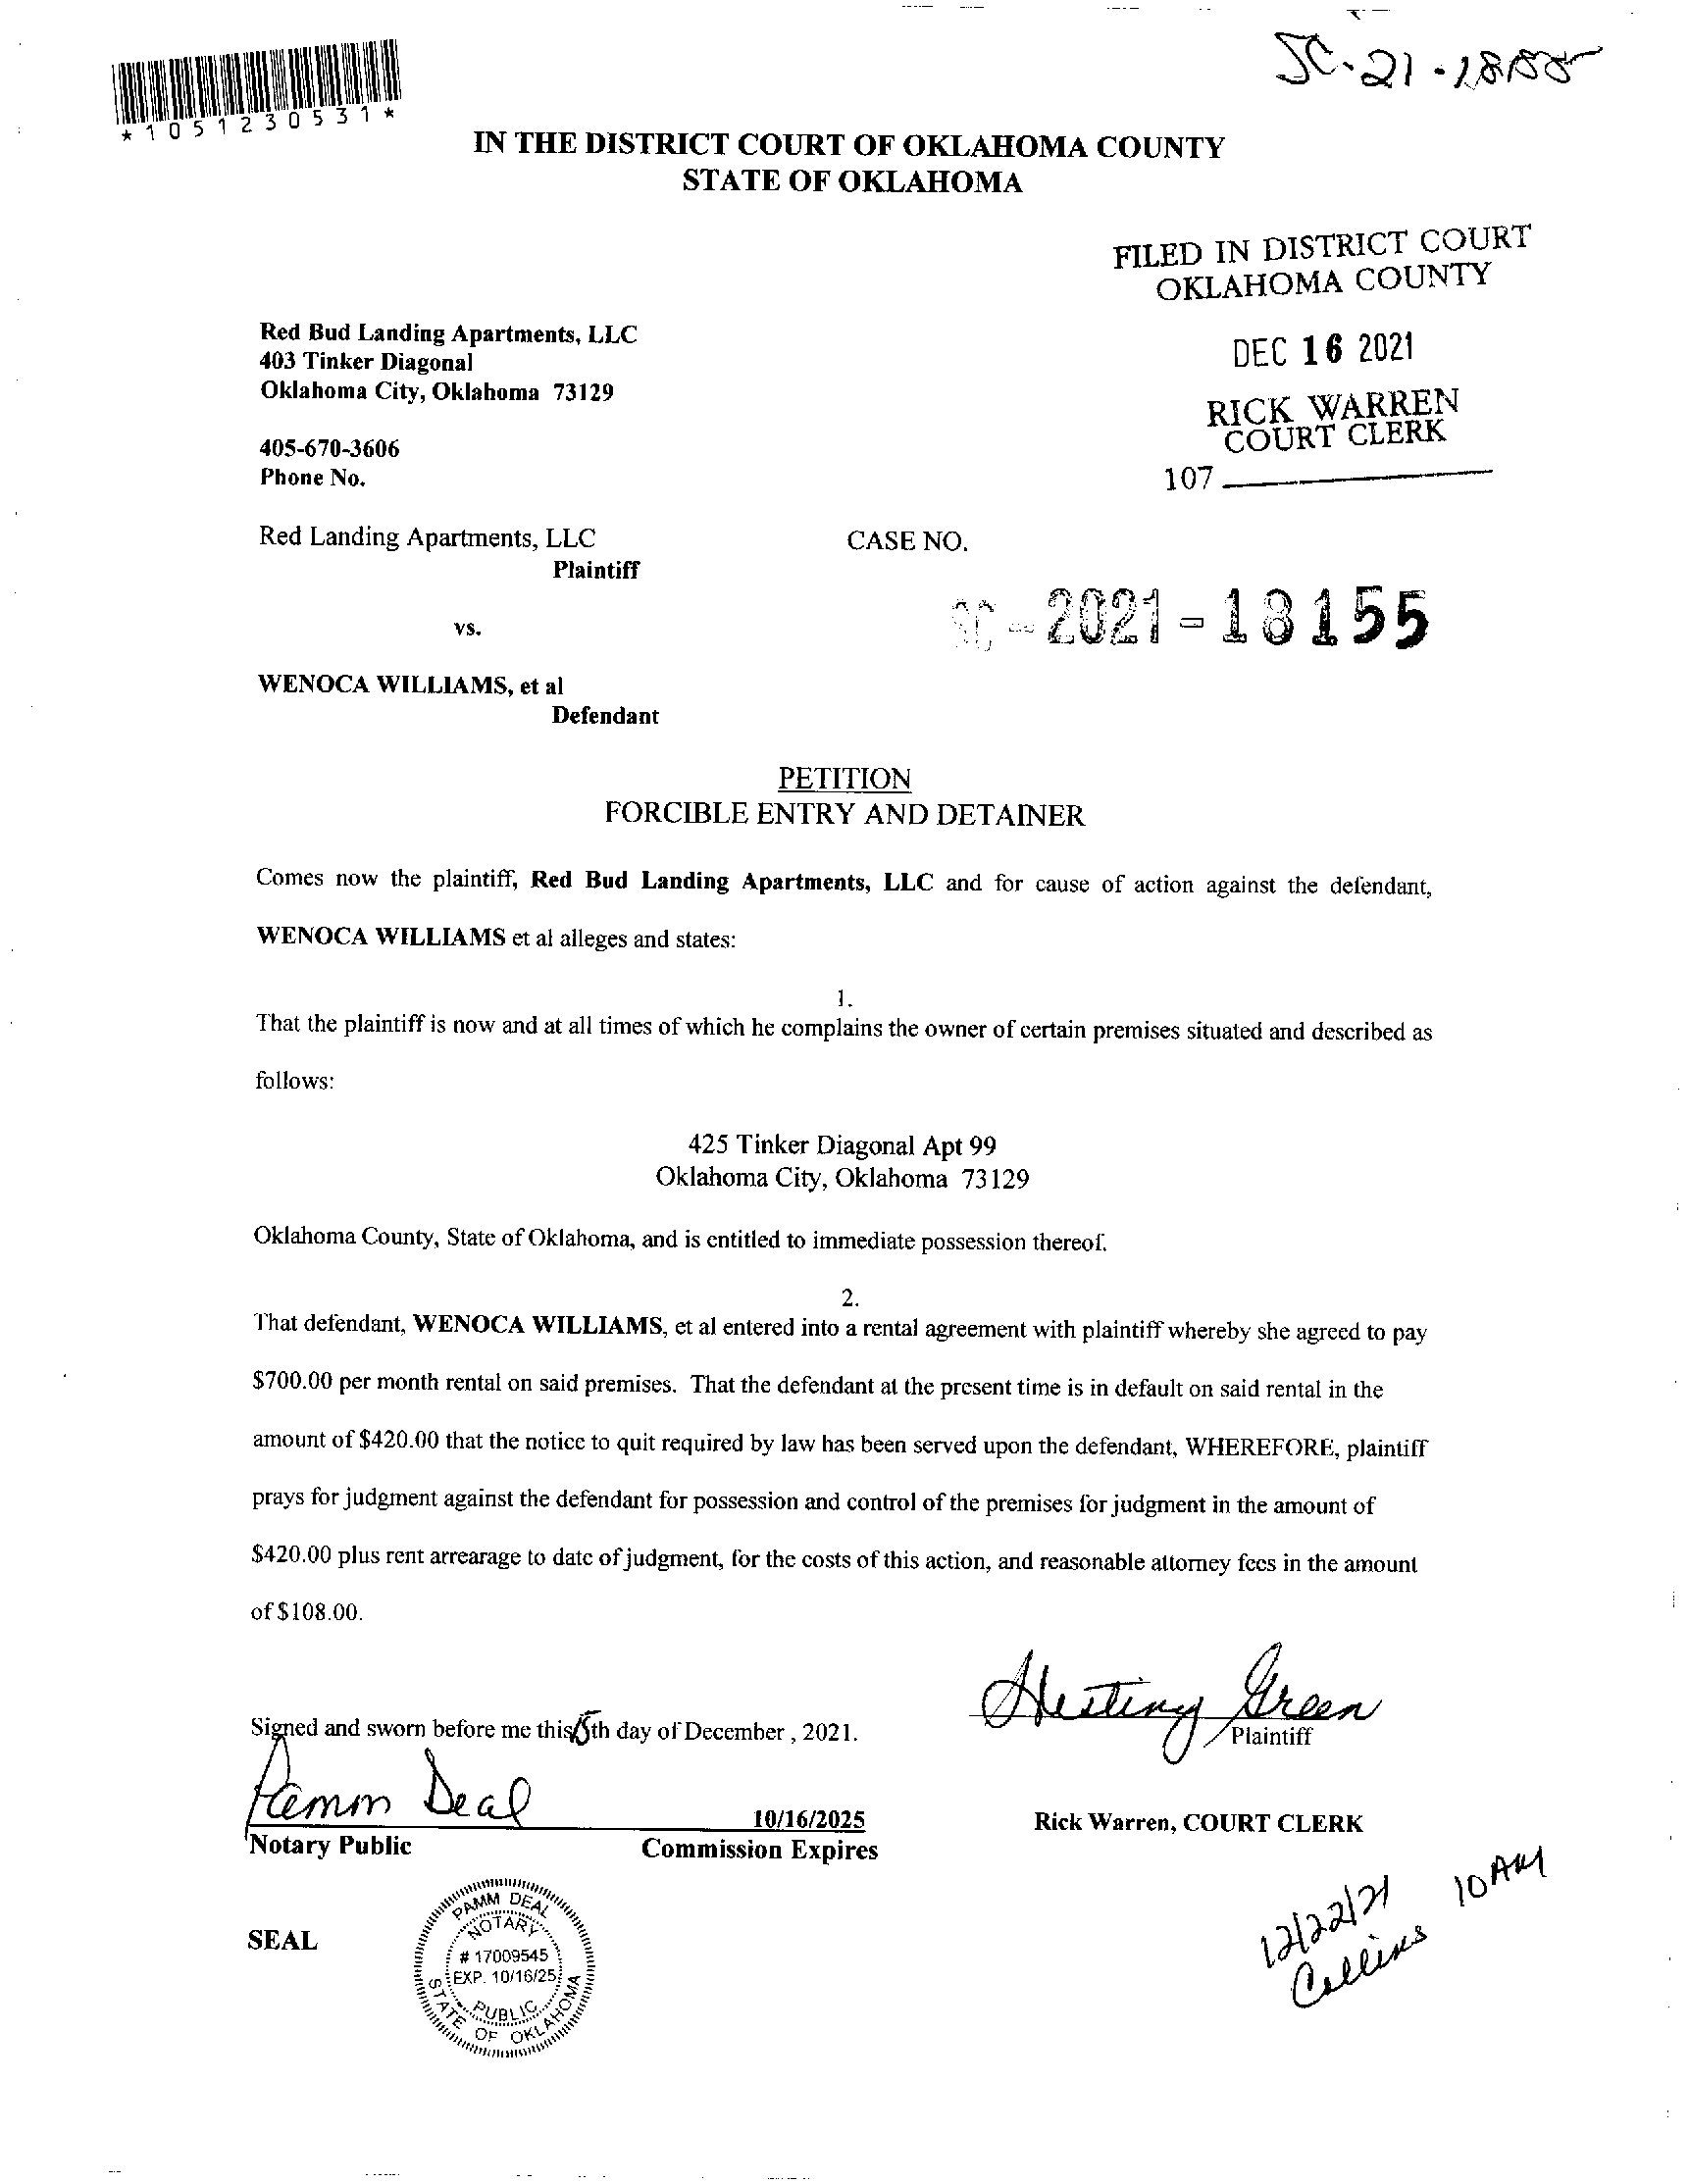 SC-21-18155
*1051230531*
IN THE DISTRICT COURT OF OKLAHOMA COUNTY
STATE OF OKLAHOMA
FILED IN DISTRICT COURT
OKLAHOMA COUNTY
DEC 16 2021
RICK WARREN
COURT CLERK
107
Red Bud Landing Apartments, LLC
403 Tinker Diagonal
Oklahoma City, Oklahoma 73129
405-670-3606
Phone No.
Red Landing Apartments, LLC
Plaintiff
CASE NO.
SC-2021-18155
vs.
WENOCA WILLIAMS, et al
Defendant
PETITION
FORCIBLE ENTRY AND DETAINER
Comes now the plaintiff, Red Bud Landing Apartments, LLC and for cause of action against the defendant,
WENOCA WILLIAMS et al alleges and states:
1.
That the plaintiff is now and at all times of which he complains the owner of certain premises situated and described as
follows:
425 Tinker Diagonal Apt 99
Oklahoma City, Oklahoma 73129
Oklahoma County, State of Oklahoma, and is entitled to immediate possession thereof.
2.
That defendant, WENOCA WILLIAMS, et al entered into a rental agreement with plaintiff whereby she agreed to pay
$700.00 per month rental on said premises. That the defendant at the present time is in default on said rental in the
amount of $420.00 that the notice to quit required by law has been served upon the defendant, WHEREFORE, plaintiff
prays for judgment against the defendant for possession and control of the premises for judgment in the amount of
$420.00 plus rent arrearage to date of judgment, for the costs of this action, and reasonable attorney fees in the amount
of $108.00.
Green
Plaintiff
Signed and sworn before me this 15th day of December , 2021.
Pamm Deal
10/16/2025
Notary Public
Commission Expires
Rick Warren, COURT CLERK
12/22/21 10 AM
Collins
SEAL
PAMM DEAL
NOTARY
# 17009545
EXP. 10/16/25
PUBLIC
STATE OF OKLAHOMA